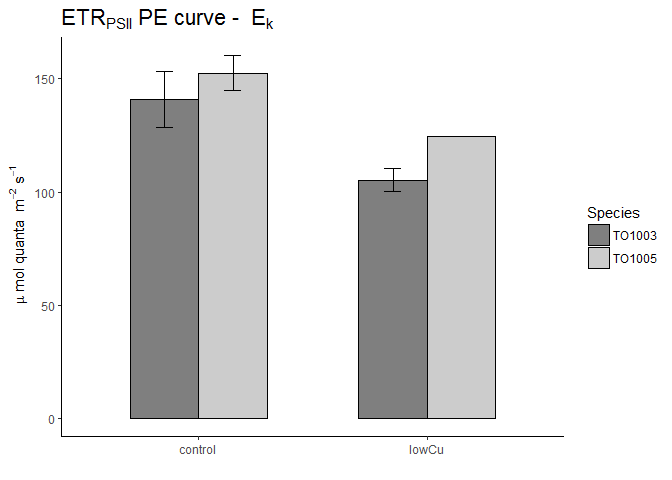 ETRPSII PE curve - Ek
150
100
50
0
μ mol quanta m−2 s−1
control
lowCu
Species
TO1003
TO1005